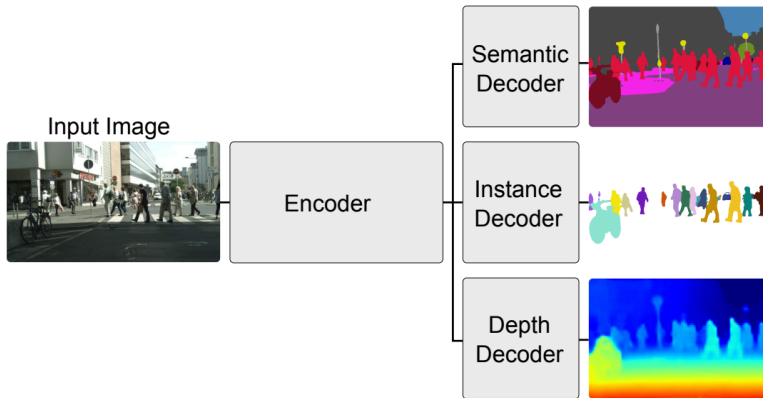 Input Image
Encoder
Semantic
Decoder
Instance
Decoder
Depth
Decoder